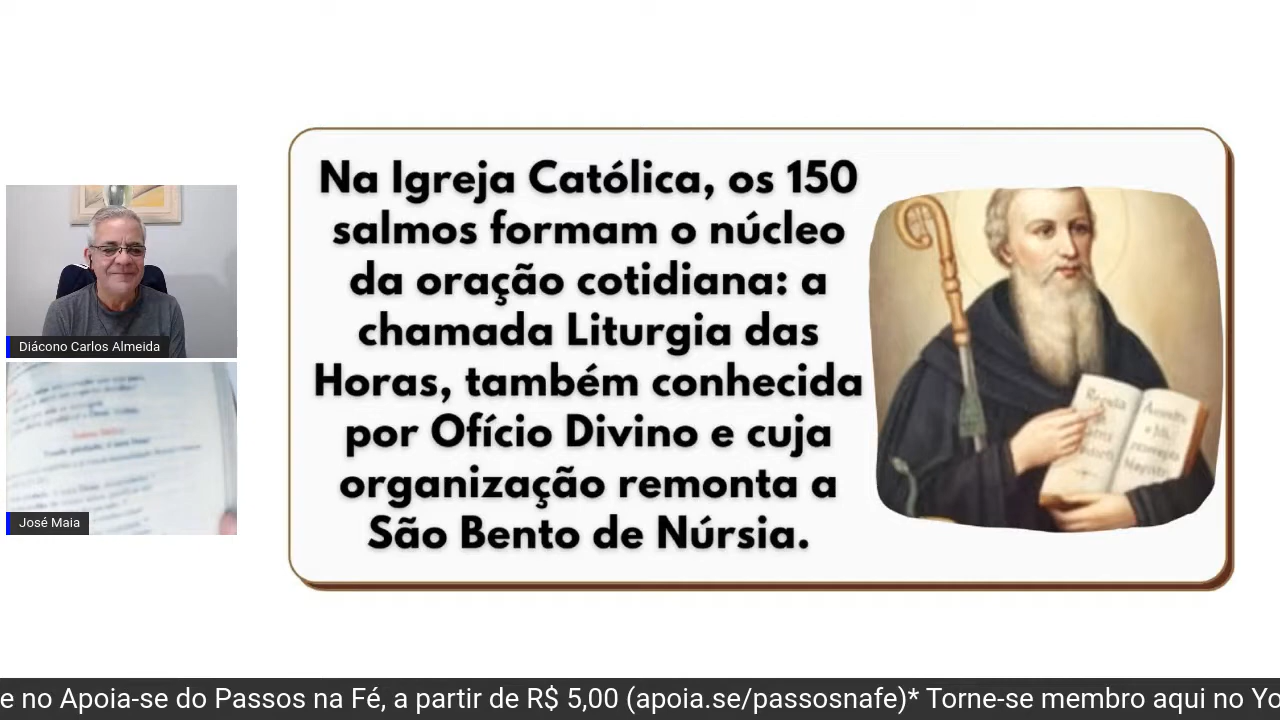 Na Igreja Católica, os 150
salmos formam o núcleo
da oração cotidiana: a
chamada Liturgia das
Horas, também conhecida
por Ofício Divino e cuja
organização remonta a
São Bento de Núrsia.
Diácono Carlos Almeida
José Maia
e no Apoia-se do Passos na Fé, a partir de R$ 5,00 (apoia.se/passosnafe)* Torne-se membro aqui no Yo